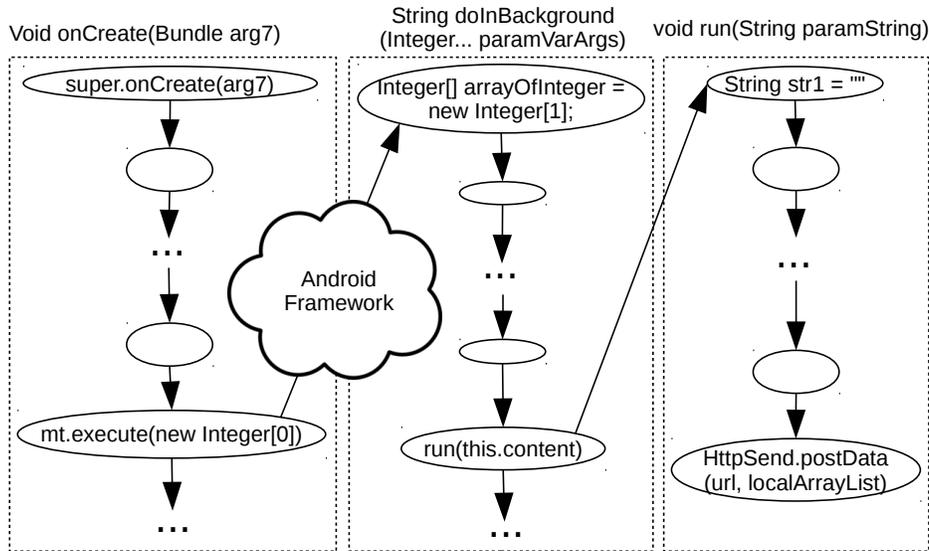 Void onCreate(Bundle arg7)
super.onCreate(arg7)
...
mt.execute(new Integer[0])
...
Android
Framework
String doInBackground
(Integer... paramVarArgs)
Integer[] arrayOfInteger =
new Integer[1];
...
run(this.content)
...
void run(String paramString)
String str1 = ""
...
HttpSend.postData
(url, localArrayList)